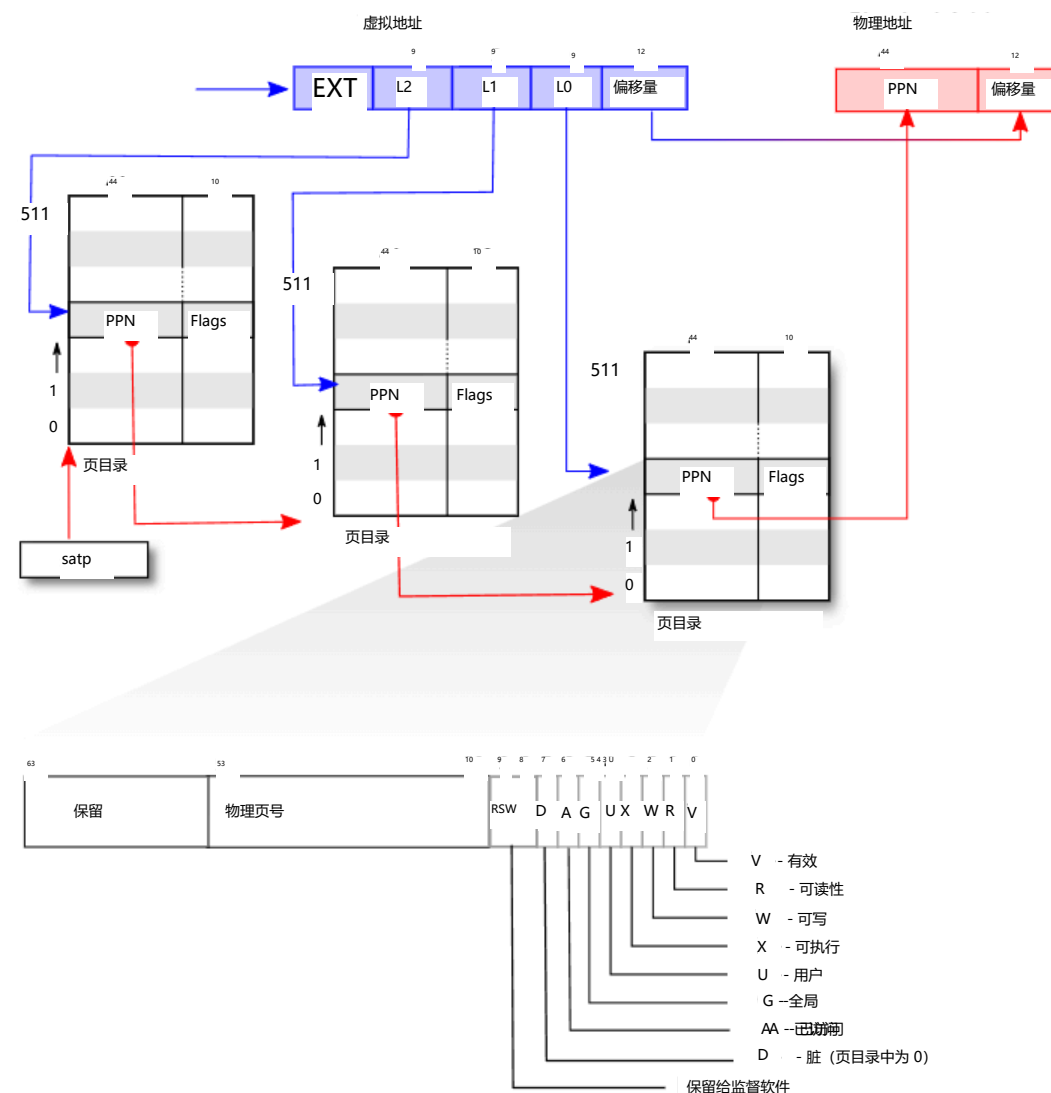 虚拟地址
物理地址
9 9 9 12
44 12
EXT L2 L1 L0 偏移量
PPN 偏移量
44 10
511
PPN Flags
1
0
页目录
satp
44 10
511
PPN Flags
1
0
页目录
44 10
511
PPN Flags
1
0
页目录
63 53 10 9 8 7 6 5 4 3 2 1 0
保留 物理页号 RSW D A G U X W R V
V - 有效
R - 可读性
W - 可写
X - 可执行
U - 用户
G --全局
D - 脏（页目录中为 0）
保留给监督软件